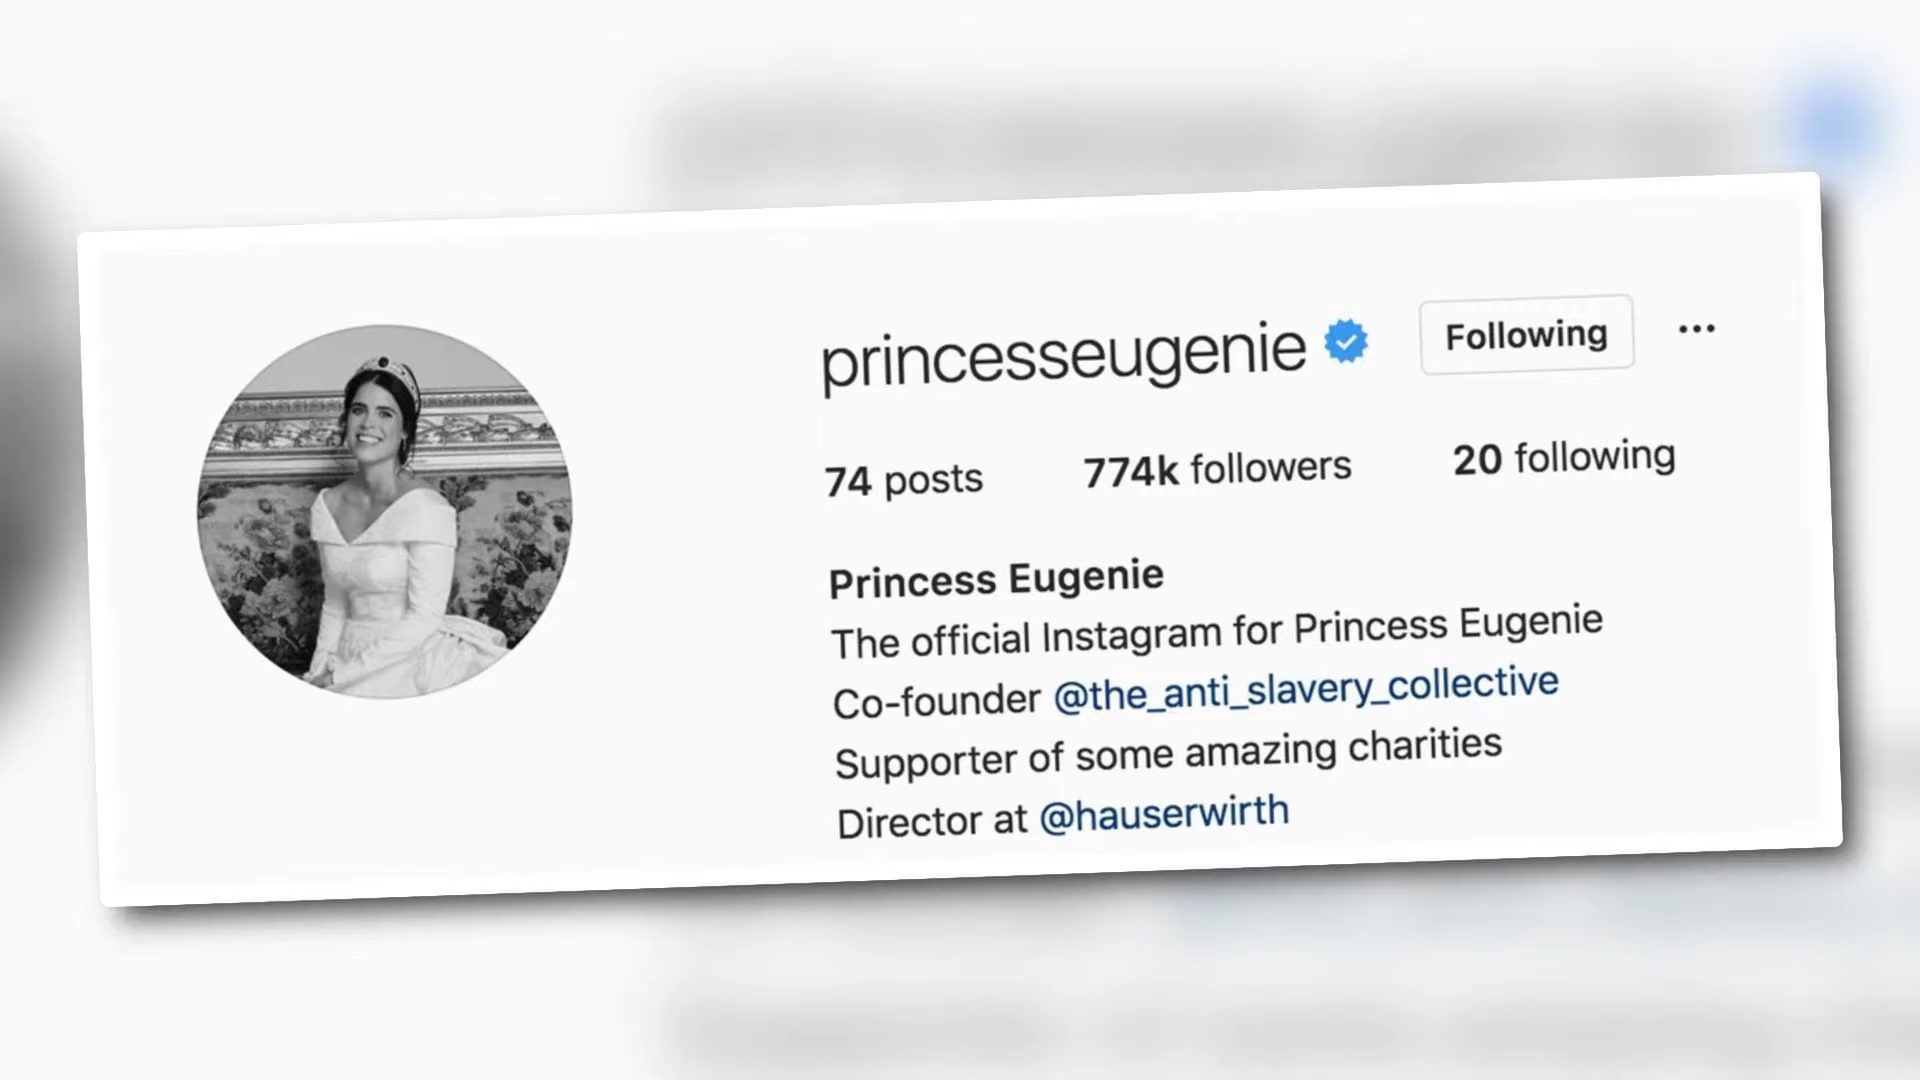 princesseugenie Following ...
74 posts 774k followers 20 following
Princess Eugenie
The official Instagram for Princess Eugenie
Co-founder @the_anti_slavery_collective
Supporter of some amazing charities
Director at @hauserwirth